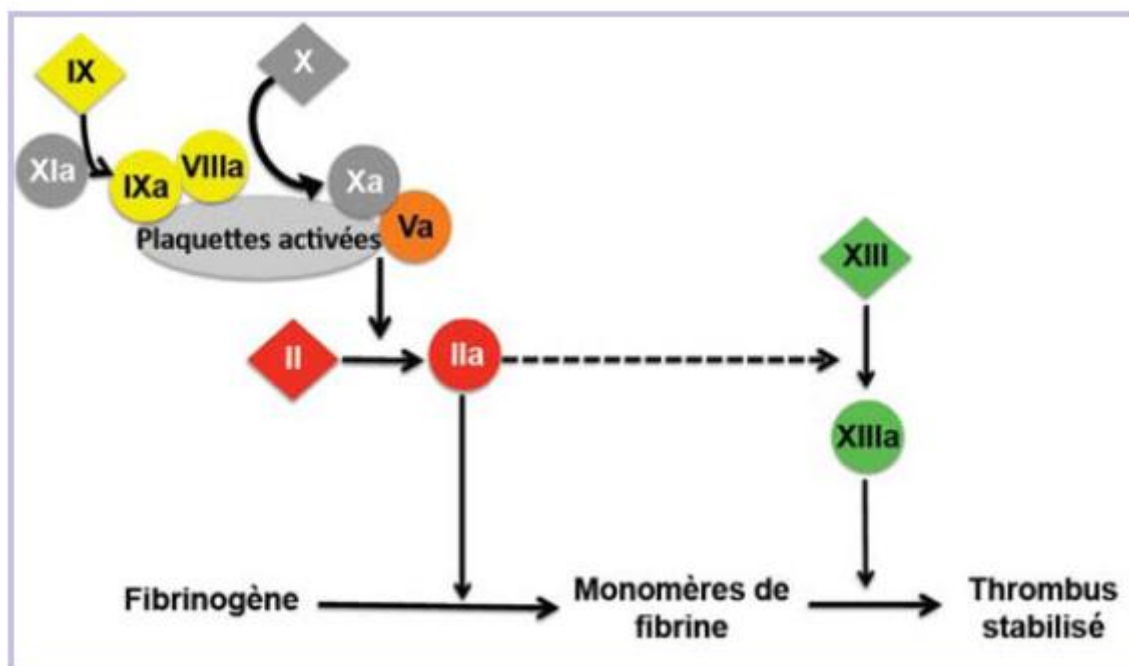 IX
X
XIa
IXa
VIIIa
Xa
Va
Plaquettes activées
XIII
II
IIa
XIIIa
Fibrinogène
Monomères de
fibrine
Thrombus
stabilisé